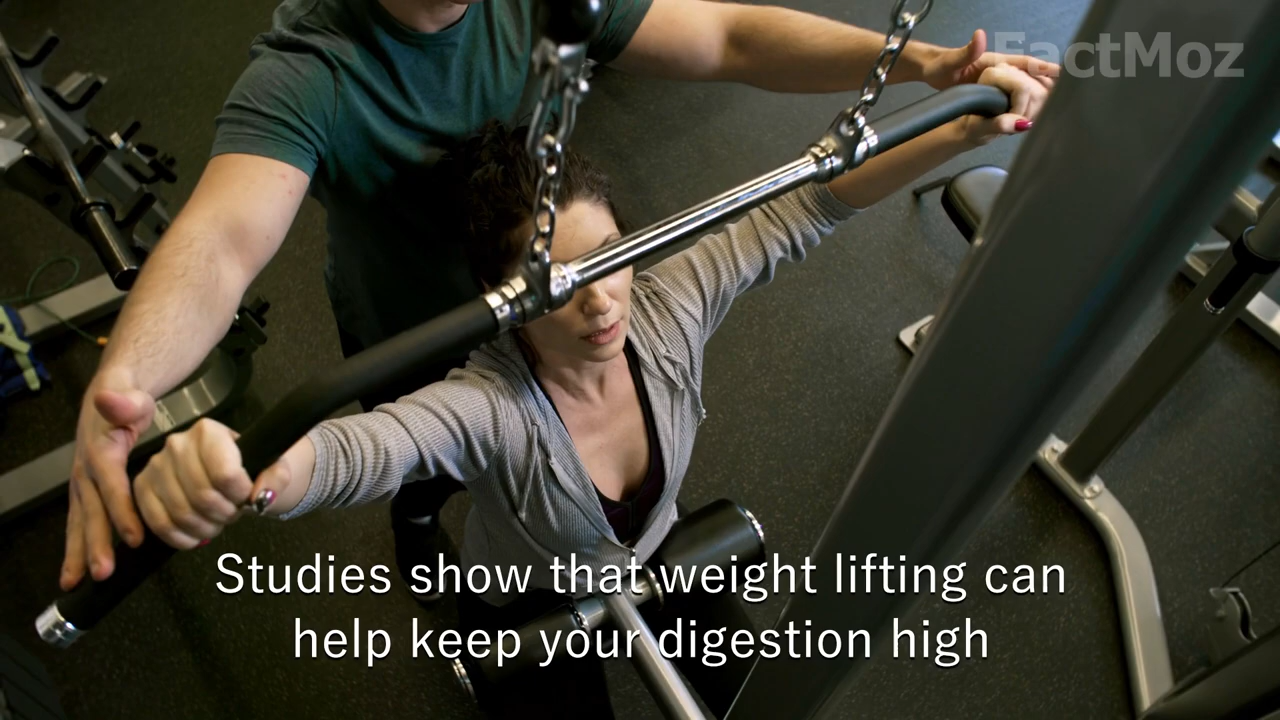 FactMoz
Studies show that weight lifting can
help keep your digestion high